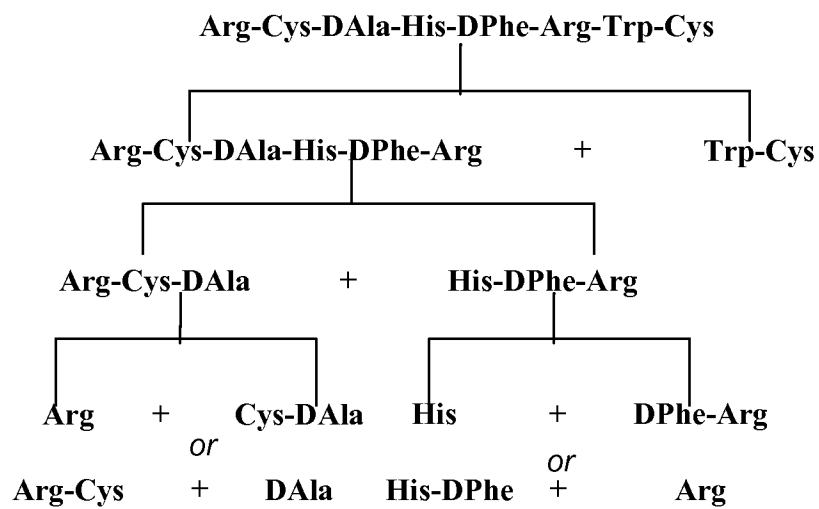 Arg-Cys-DAla-His-DPhe-Arg-Trp-Cys
Arg-Cys-DAla-His-DPhe-Arg + Trp-Cys
Arg-Cys-DAla + His-DPhe-Arg
Arg + Cys-DAla His + DPhe-Arg
or or
Arg-Cys + DAla His-DPhe + Arg